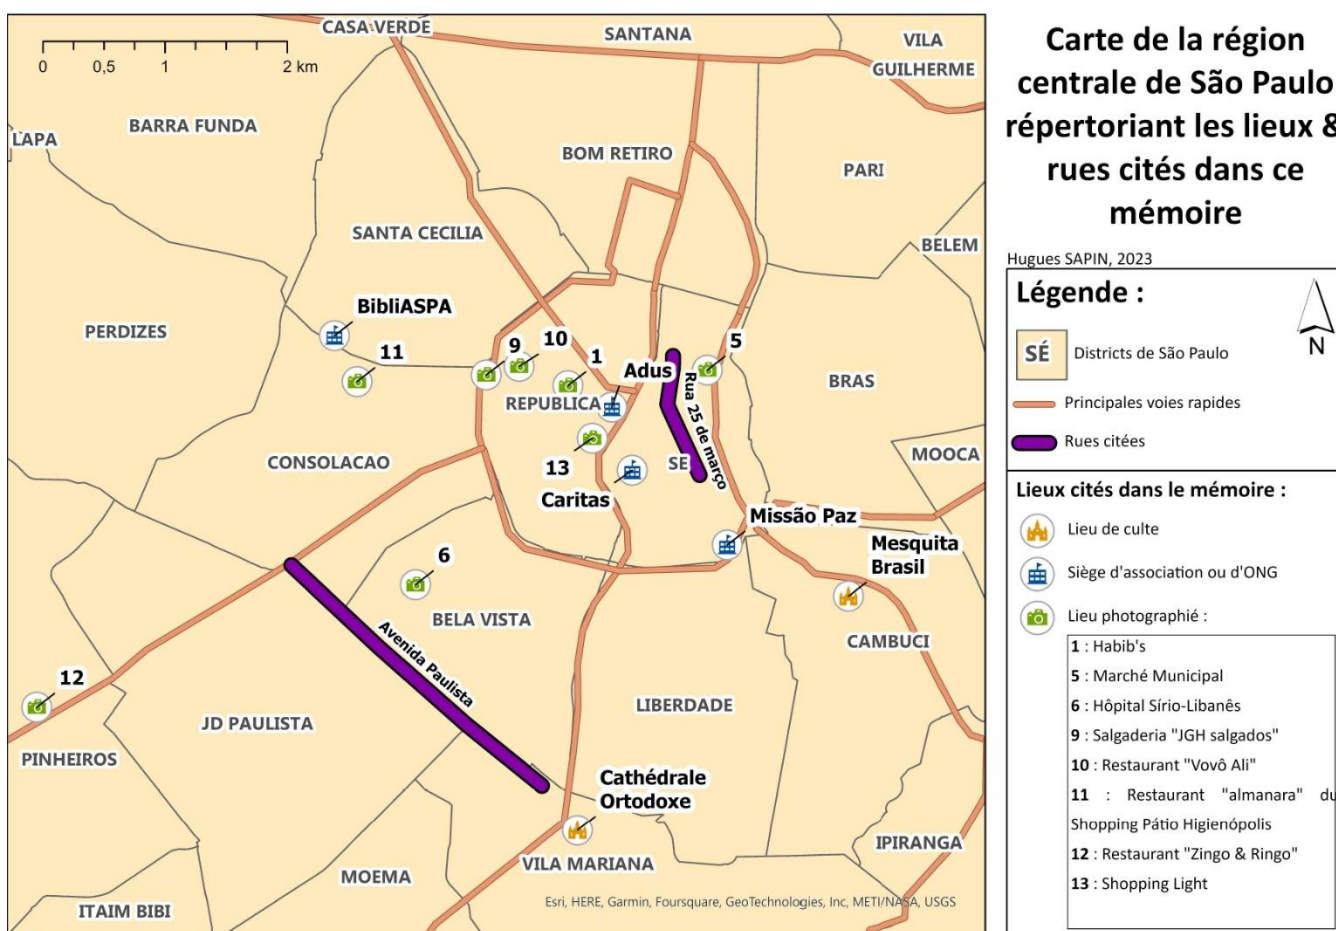 CASA VERDE
SANTANA
VILA
GUILHERME
0 0,5 1 2 km
LAPA
BARRA FUNDA
BOM RETIRO
PARI
SANTA CECILIA
BELEM
BibliASPA
PERDIZES
11
9
10
1
Adus
5
Rua 25 de março
BRAS
REPUBLICA
13
SE
CONSOLACAO
MOOCA
Caritas
Missão Paz
Mesquita
Brasil
6
BELA VISTA
CAMBUCI
Avenida Paulista
12
JD PAULISTA
LIBERDADE
PINHEIROS
Cathédrale
Ortodoxe
VILA MARIANA
IPIRANGA
MOEMA
ITAIM BIBI
Esri, HERE, Garmin, Foursquare, GeoTechnologies, Inc, METI/NASA, USGS
Carte de la région
centrale de São Paulo
répertoriant les lieux &
rues cités dans ce
mémoire
Hugues SAPIN, 2023
Légende :
N
SÉ Districts de São Paulo
Principales voies rapides
Rues citées
Lieux cités dans le mémoire :
Lieu de culte
Siège d'association ou d'ONG
Lieu photographié :
1 : Habib's
5 : Marché Municipal
6 : Hôpital Sírio-Libanês
9 : Salgaderia "JGH salgados"
10 : Restaurant "Vovô Ali"
11 : Restaurant "almanara" du
Shopping Pátio Higienópolis
12 : Restaurant "Zingo & Ringo"
13 : Shopping Light